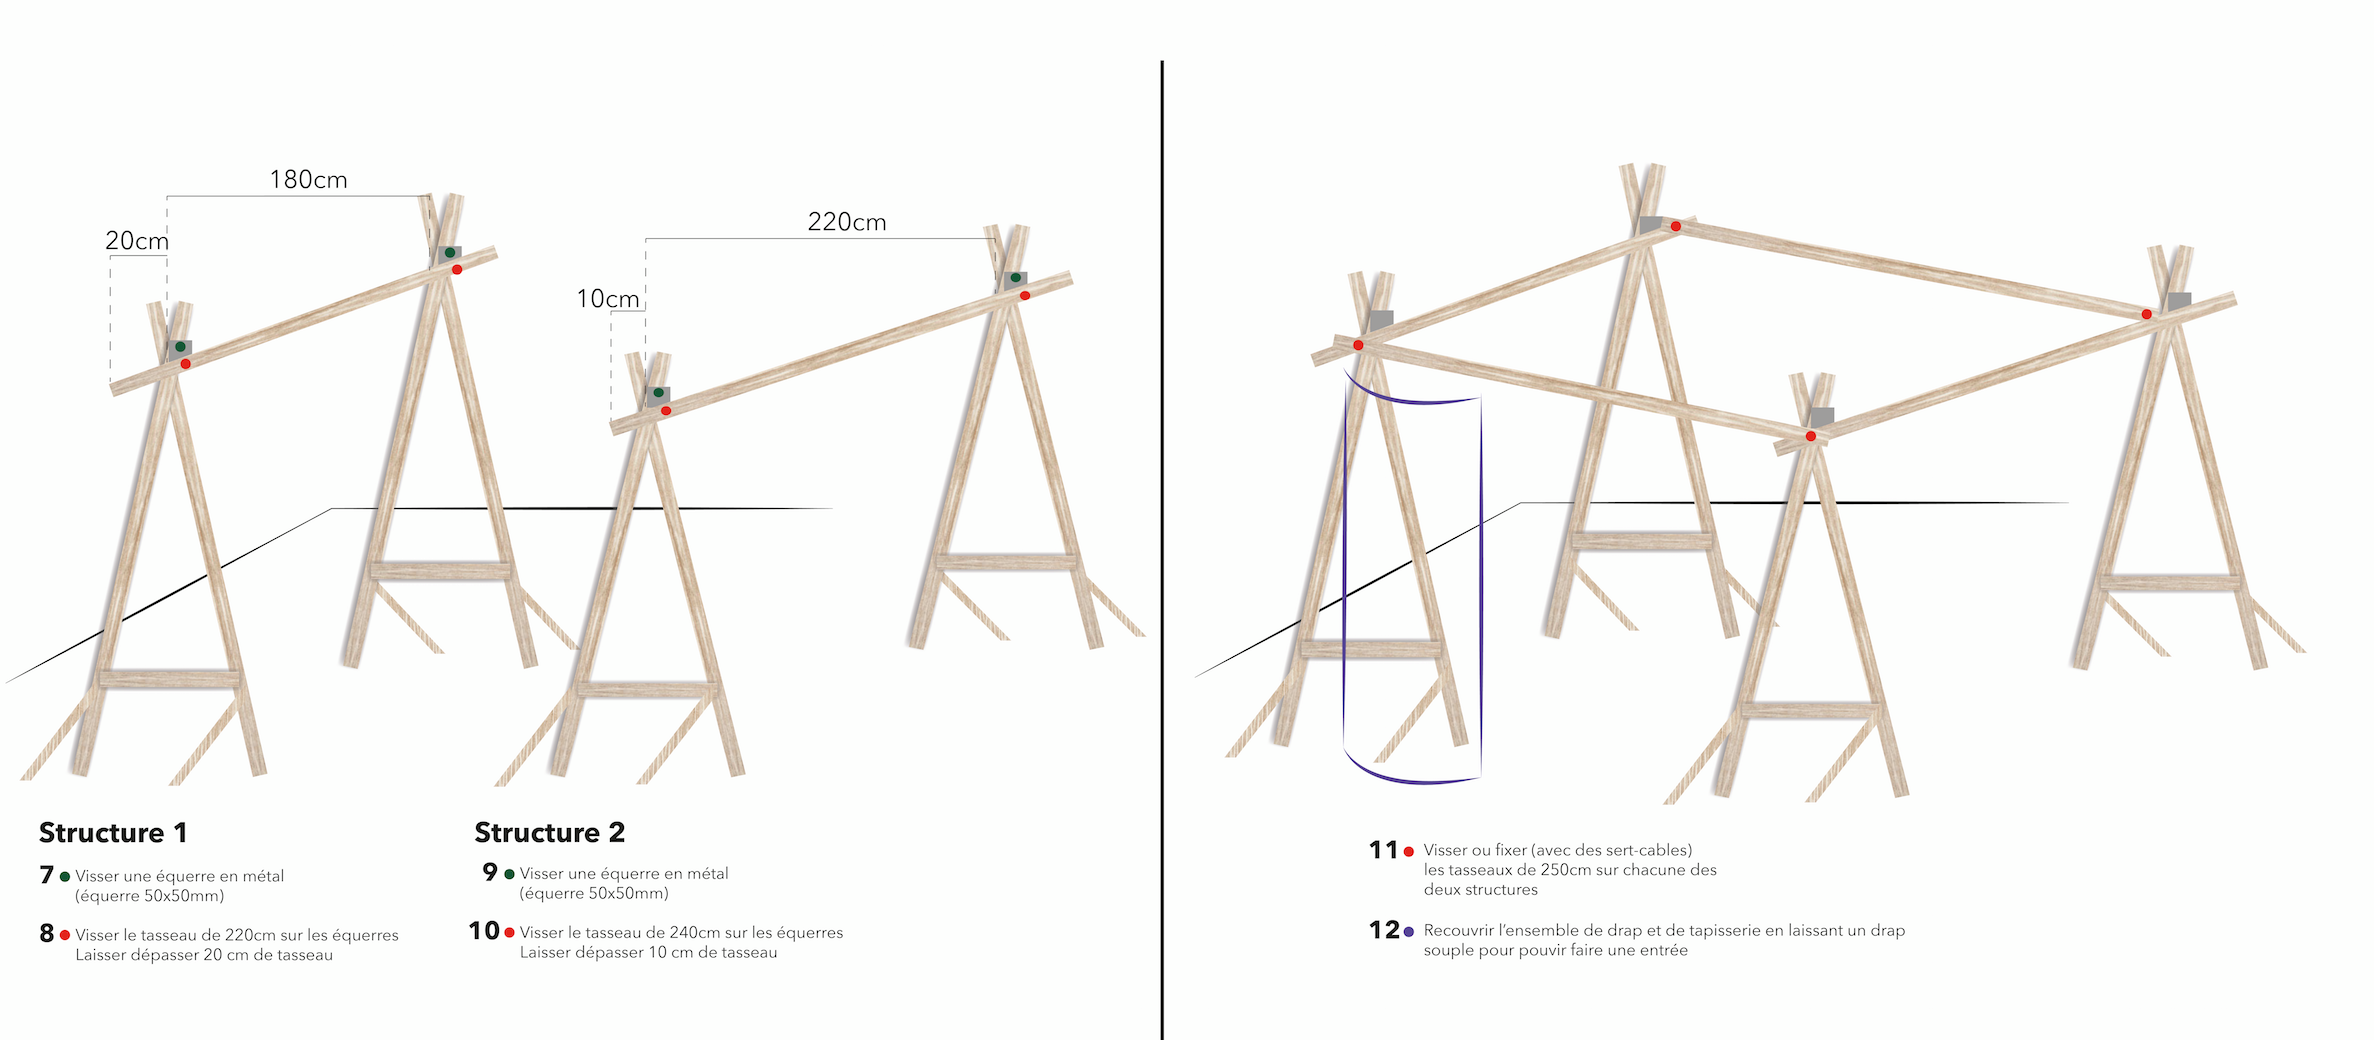 180cm
20cm
220cm
10cm
Structure 1
7 Visser une équerre en métal
(équerre 50x50mm)
8 Visser le tasseau de 220cm sur les équerres
Laisser dépasser 20 cm de tasseau
Structure 2
9 Visser une équerre en métal
(équerre 50x50mm)
10 Visser le tasseau de 240cm sur les équerres
Laisser dépasser 10 cm de tasseau
11 Visser ou fixer (avec des sert-cables)
les tasseaux de 250cm sur chacune des
deux structures
12 Recouvrir l'ensemble de drap et de tapisserie en laissant un drap
souple pour pouvir faire une entrée